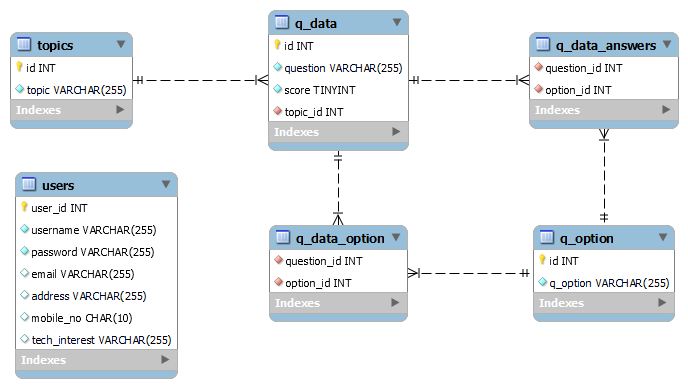 topics
id INT
topic VARCHAR(255)
Indexes
q_data
id INT
question VARCHAR(255)
score TINYINT
topic_id INT
Indexes
q_data_answers
question_id INT
option_id INT
Indexes
users
user_id INT
username VARCHAR(255)
password VARCHAR(255)
email VARCHAR(255)
address VARCHAR(255)
mobile_no CHAR(10)
tech_interest VARCHAR(255)
Indexes
q_data_option
question_id INT
option_id INT
Indexes
q_option
id INT
q_option VARCHAR(255)
Indexes